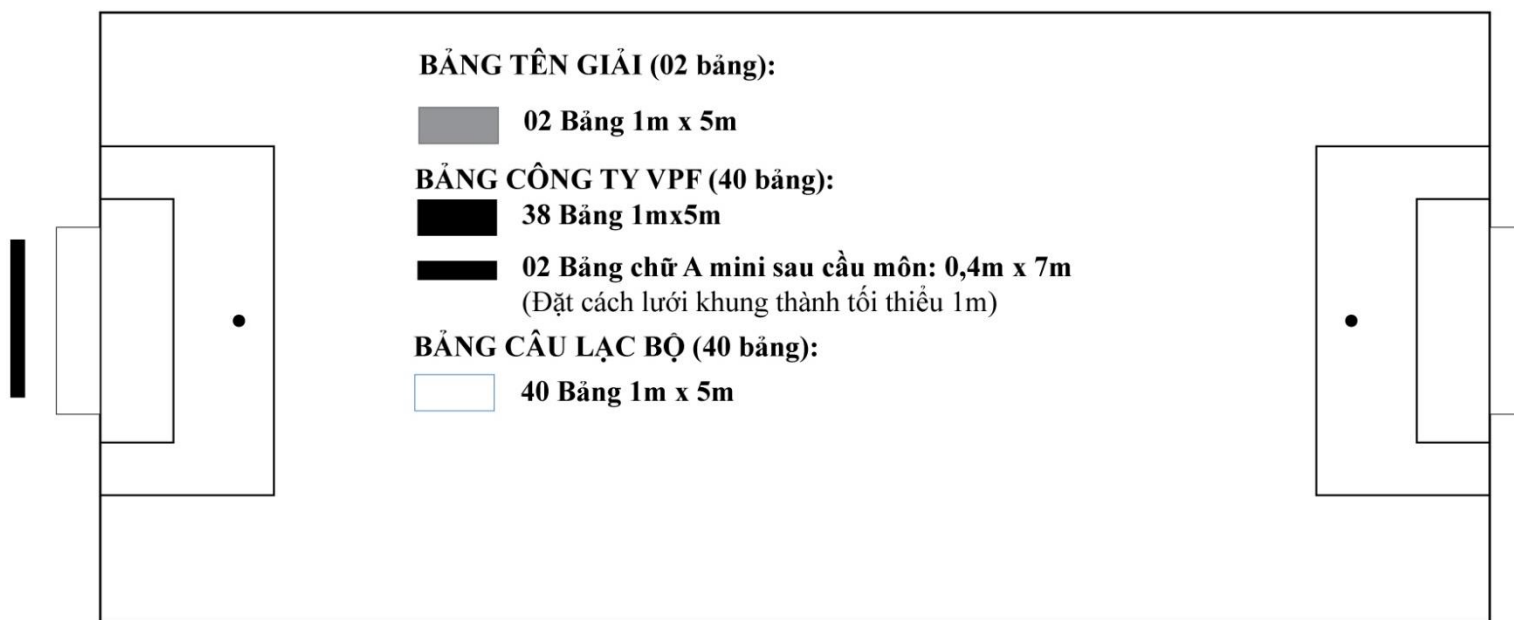 BẢNG TÊN GIẢI (02 bảng):
02 Bảng 1m x 5m
BẢNG CÔNG TY VPF (40 bảng):
38 Bảng 1mx5m
02 Bảng chữ A mini sau cầu môn: 0,4m x 7m
(Đặt cách lưới khung thành tối thiểu 1m)
BẢNG CÂU LẠC BỘ (40 bảng):
40 Bảng 1m x 5m